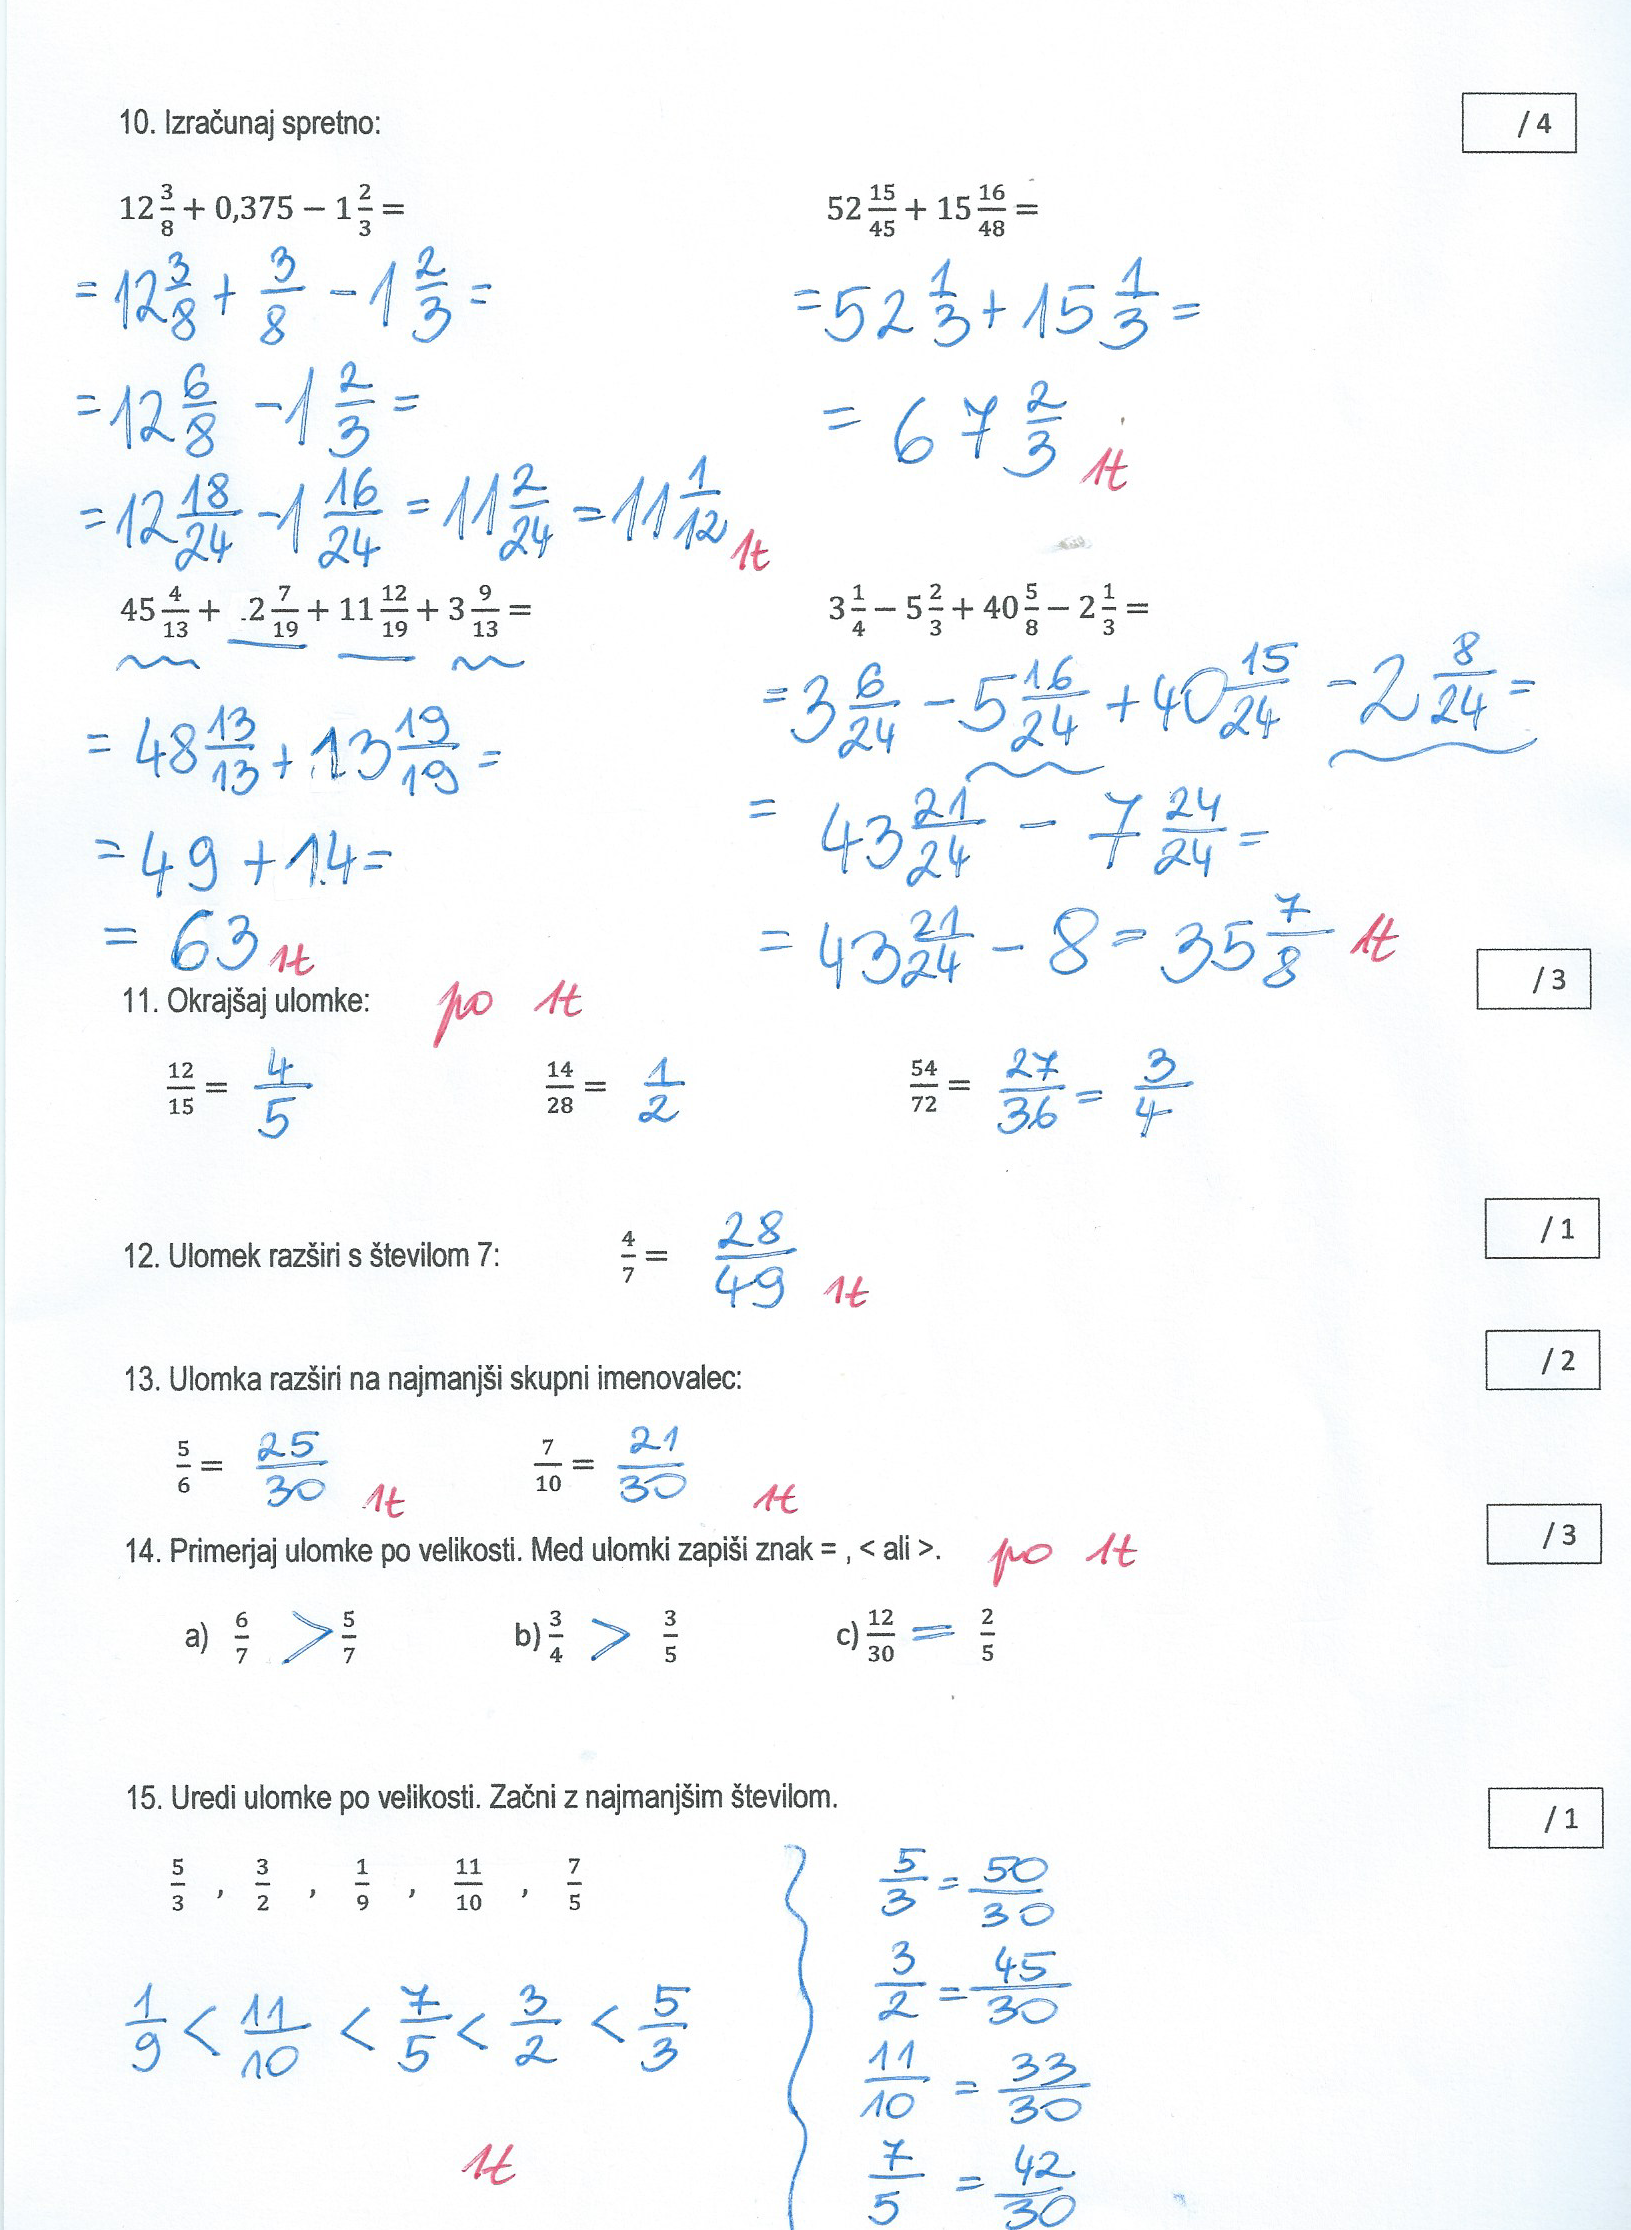 10. Izračunaj spretno:
/ 4
12 3/8 + 0,375 − 1 2/3 =
= 12 3/8 + 3/8 − 1 2/3 =
= 12 6/8 − 1 2/3 =
= 12 18/24 − 1 16/24 = 11 2/24 = 11 1/12 1t
52 15/45 + 15 16/48 =
= 52 1/3 + 15 1/3 =
= 67 2/3 1t
45 4/13 + 2 7/19 + 11 12/19 + 3 9/13 =
= 48 13/13 + 13 19/19 =
= 49 + 14 =
= 63 1t
3 1/4 − 5 2/3 + 40 5/8 − 2 1/3 =
= 3 6/24 − 5 16/24 + 40 15/24 − 2 8/24 =
= 43 21/24 − 7 24/24 =
= 43 21/24 − 8 = 35 7/8 1t
11. Okrajšaj ulomke: po 1t
/ 3
12/15 = 4/5 14/28 = 1/2 54/72 = 27/36 = 3/4
/ 1
12. Ulomek razširi s številom 7: 4/7 = 28/49 1t
/ 2
13. Ulomka razširi na najmanjši skupni imenovalec:
5/6 = 25/30 1t 7/10 = 21/30 1t
/ 3
14. Primerjaj ulomke po velikosti. Med ulomki zapiši znak = , < ali >. po 1t
a) 6/7 > 5/7 b) 3/4 > 3/5 c) 12/30 = 2/5
15. Uredi ulomke po velikosti. Začni z najmanjšim številom.
/ 1
5/3 , 3/2 , 1/9 , 11/10 , 7/5
1/9 < 11/10 < 7/5 < 3/2 < 5/3
1t
5/3 = 50/30
3/2 = 45/30
11/10 = 33/30
7/5 = 42/30